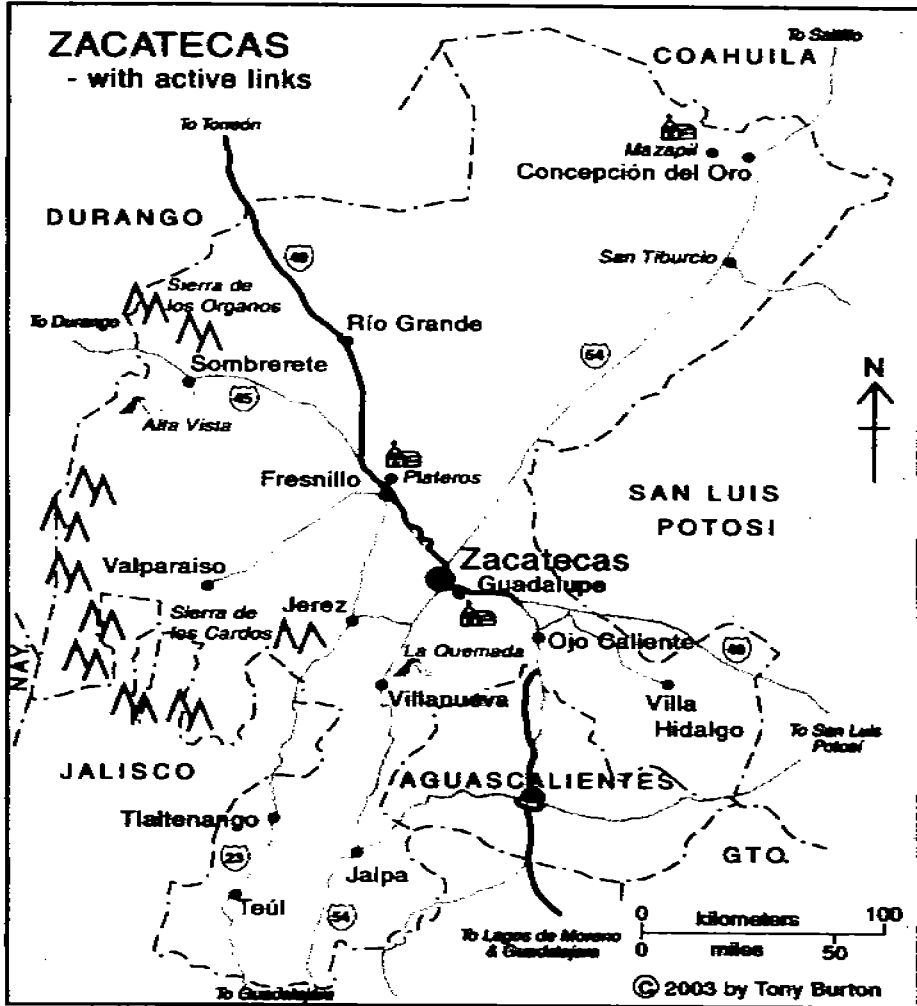 ZACATECAS
- with active links
To Saltillo
COAHUILA
To Torreón
Mazapil
Concepción del Oro
DURANGO
49
San Tiburcio
Sierra de
los Organos
To Durango
Río Grande
54
N
Sombrerete
45
Alta Vista
Plateros
Fresnillo
SAN LUIS
POTOSI
Zacatecas
Valparaiso
Guadalupe
Sierra de
los Cardos
Jerez
Ojo Caliente
NAY.
La Quemada
49
Villanueva
Villa
Hidalgo
To San Luis
Potosí
JALISCO
AGUASCALIENTES
Tlaltenango
23
Jalpa
GTO.
Teúl
54
0 kilometers 100
0 miles 50
To Lagos de Moreno
& Guadalajara
To Guadalajara
© 2003 by Tony Burton